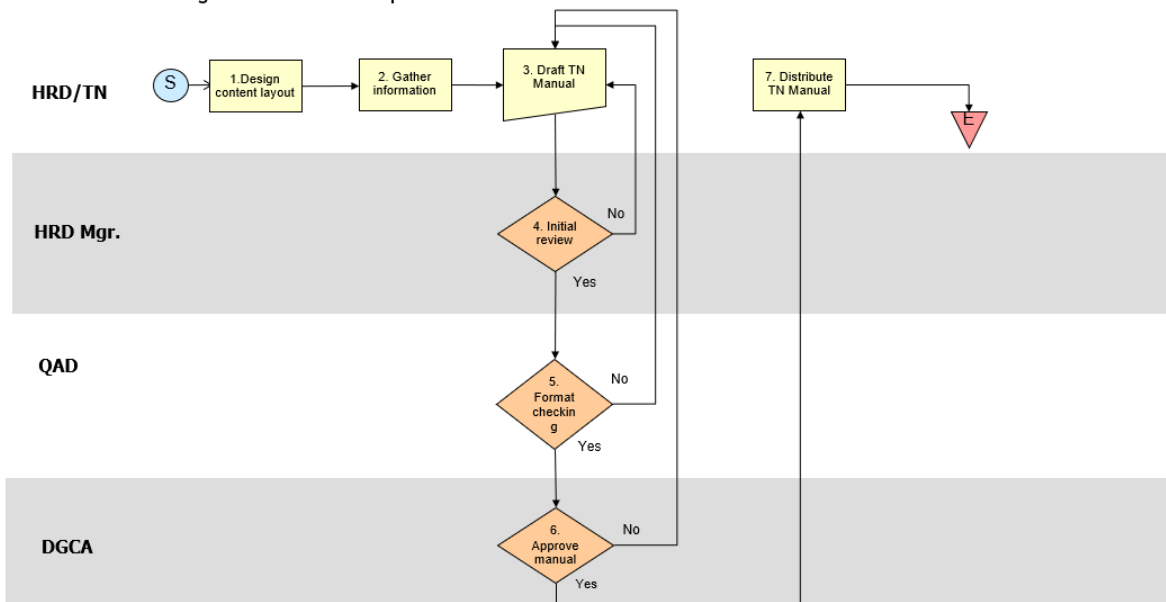 S
1.Design
content layout
2. Gather
information
3. Draft TN
Manual
7. Distribute
TN Manual
HRD/TN
E
HRD Mgr.
4. Initial
review
No
Yes
QAD
5.
Format
checkin
g
No
Yes
DGCA
6.
Approve
manual
No
Yes